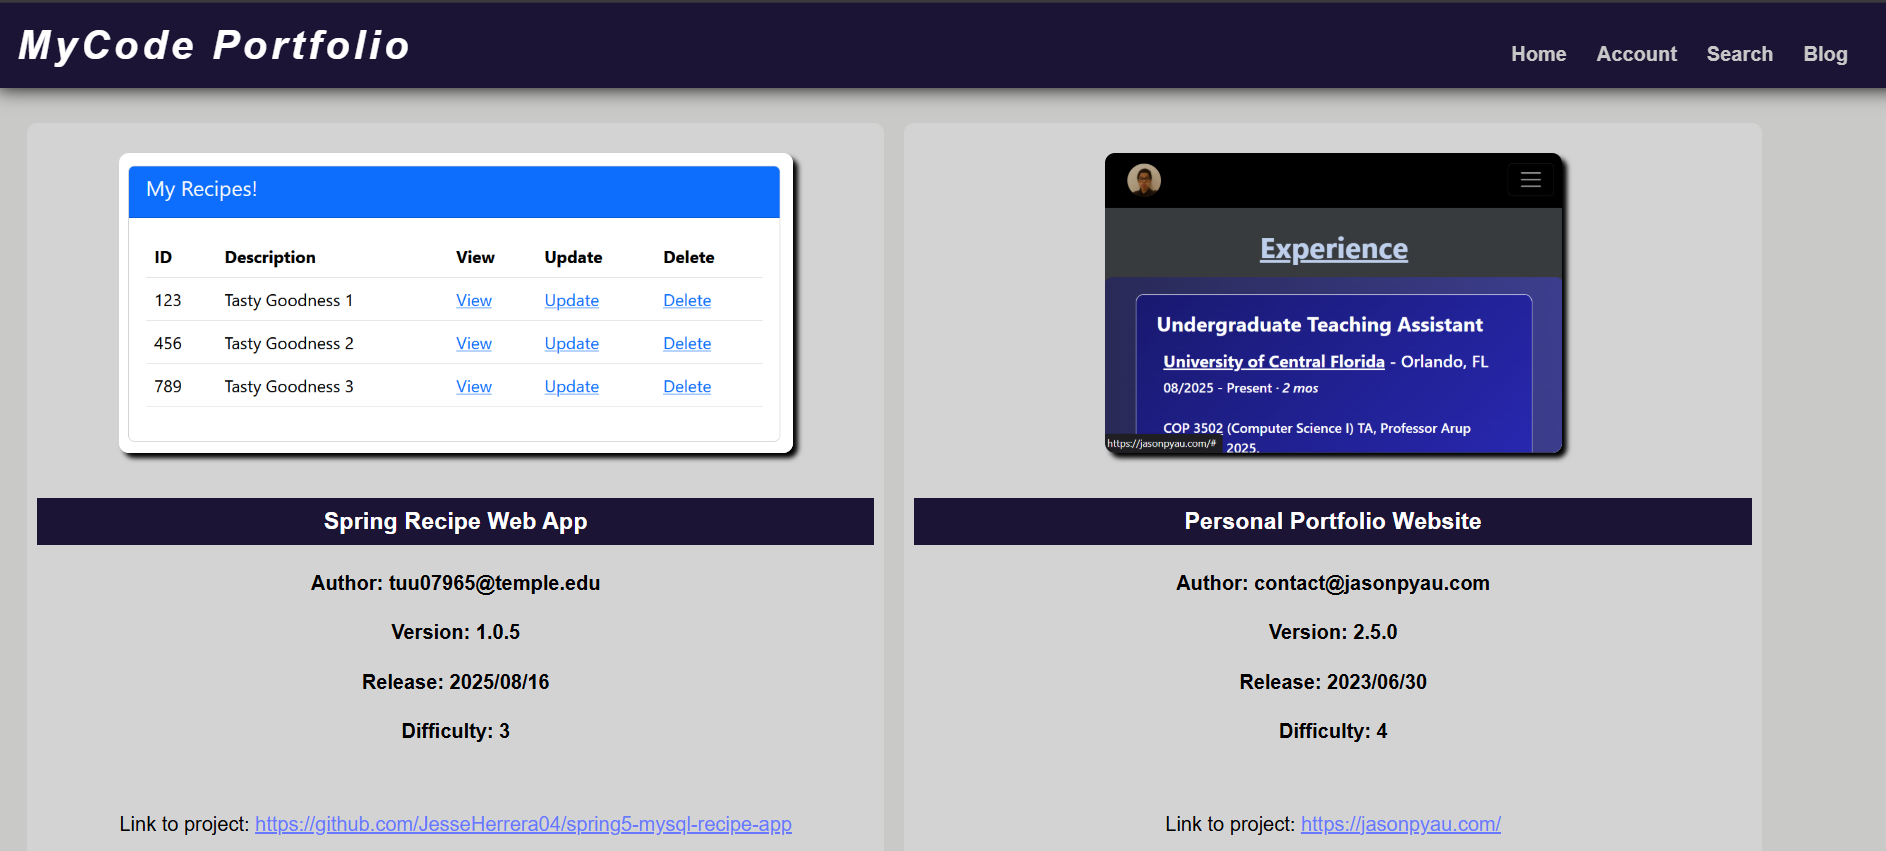 MyCode Portfolio
Home Account Search Blog
My Recipes!
ID Description View Update Delete
123 Tasty Goodness 1 View Update Delete
456 Tasty Goodness 2 View Update Delete
789 Tasty Goodness 3 View Update Delete
Spring Recipe Web App
Author: tuu07965@temple.edu
Version: 1.0.5
Release: 2025/08/16
Difficulty: 3
Link to project: https://github.com/JesseHerrera04/spring5-mysql-recipe-app
Experience
Undergraduate Teaching Assistant
University of Central Florida - Orlando, FL
08/2025 - Present · 2 mos
COP 3502 (Computer Science I) TA, Professor Arup
2025.
https://jasonpyau.com/#
Personal Portfolio Website
Author: contact@jasonpyau.com
Version: 2.5.0
Release: 2023/06/30
Difficulty: 4
Link to project: https://jasonpyau.com/